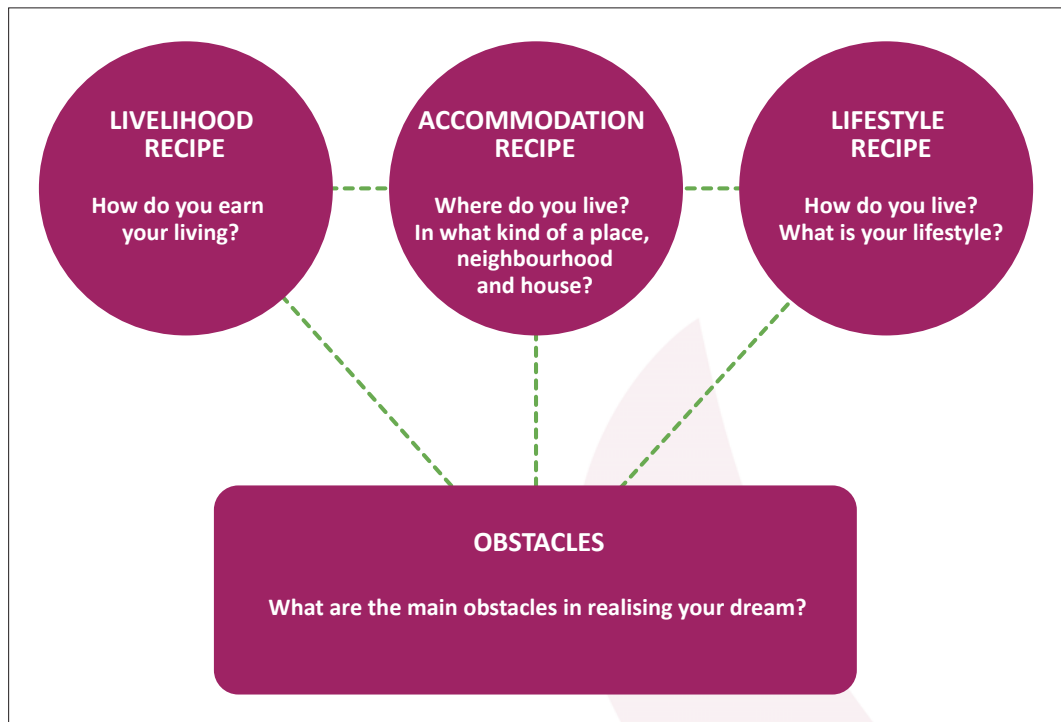 LIVELIHOOD
RECIPE
How do you earn
your living?
ACCOMMODATION
RECIPE
Where do you live?
In what kind of a place,
neighbourhood
and house?
LIFESTYLE
RECIPE
How do you live?
What is your lifestyle?
OBSTACLES
What are the main obstacles in realising your dream?